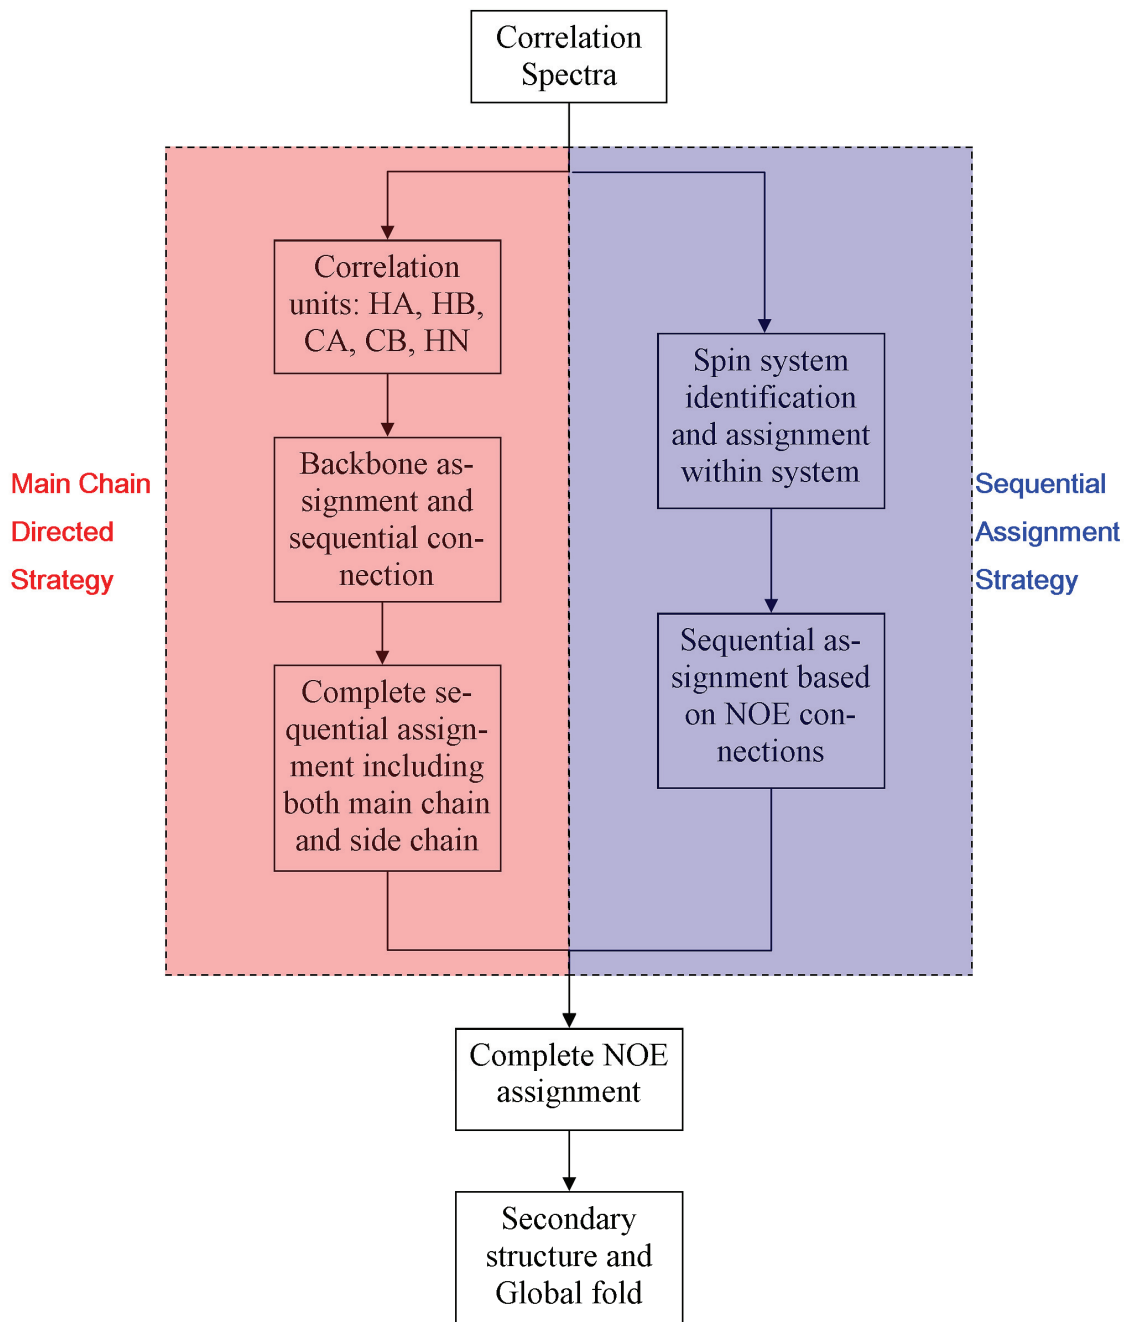 Correlation
Spectra
Correlation
units: HA, HB,
CA, CB, HN
Backbone as-
signment and
sequential con-
nection
Complete se-
quential assign-
ment including
both main chain
and side chain
Main Chain
Directed
Strategy
Spin system
identification
and assignment
within system
Sequential as-
signment based
on NOE con-
nections
Sequential
Assignment
Strategy
Complete NOE
assignment
Secondary
structure and
Global fold